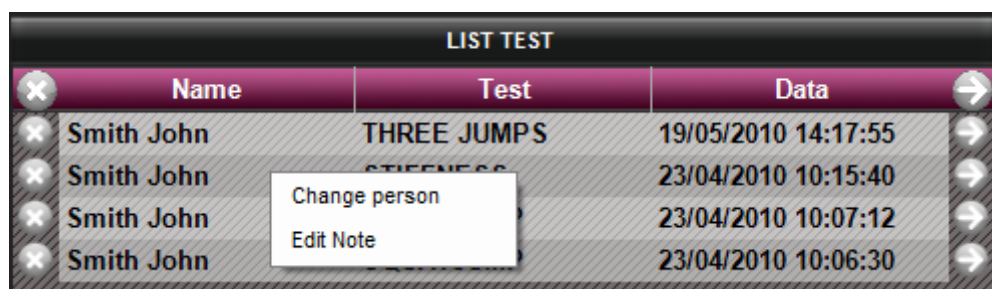 LIST TEST
Name Test Data
Smith John THREE JUMPS 19/05/2010 14:17:55
Smith John STIFFNESS 23/04/2010 10:15:40
Change person
Smith John 23/04/2010 10:07:12
Edit Note
Smith John 23/04/2010 10:06:30